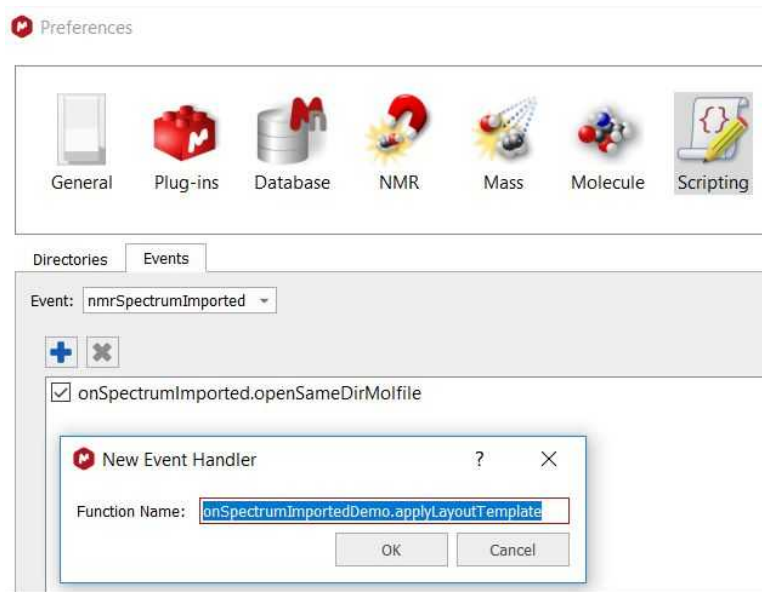 Preferences
General Plug-ins Database NMR Mass Molecule Scripting
Directories Events
Event: nmrSpectrumImported
onSpectrumImported.openSameDirMolfile
New Event Handler ?
Function Name: onSpectrumImportedDemo.applyLayoutTemplate
OK Cancel